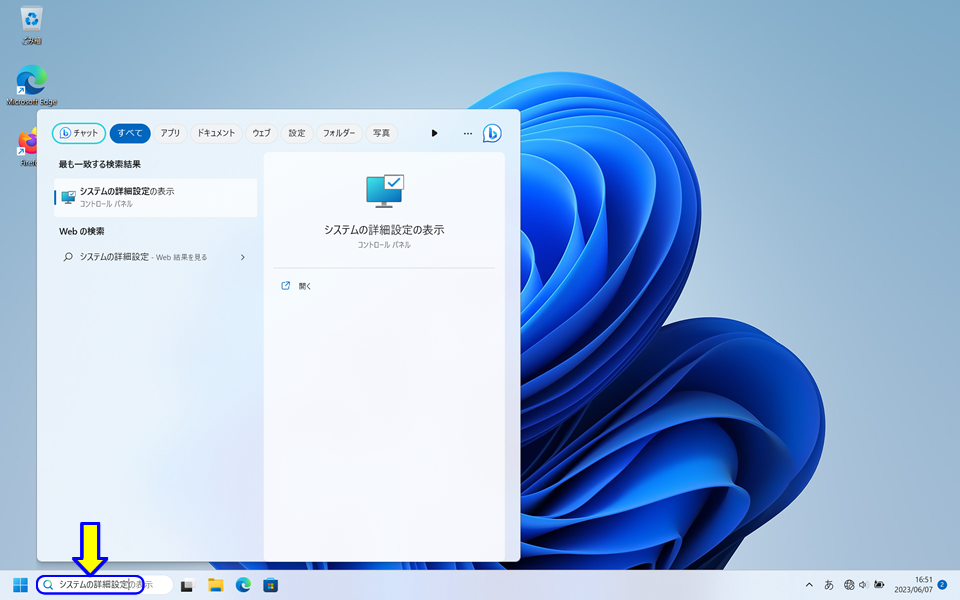 ごみ箱
Microsoft Edge
Firef
チャット
すべて
アプリ
ドキュメント
ウェブ
設定
フォルダー
写真
最も一致する検索結果
システムの詳細設定の表示
コントロール パネル
Web の検索
システムの詳細設定 - Web 結果を見る
システムの詳細設定の表示
コントロール パネル
開く
システムの詳細設定の表示
あ
16:51
2023/06/07
2